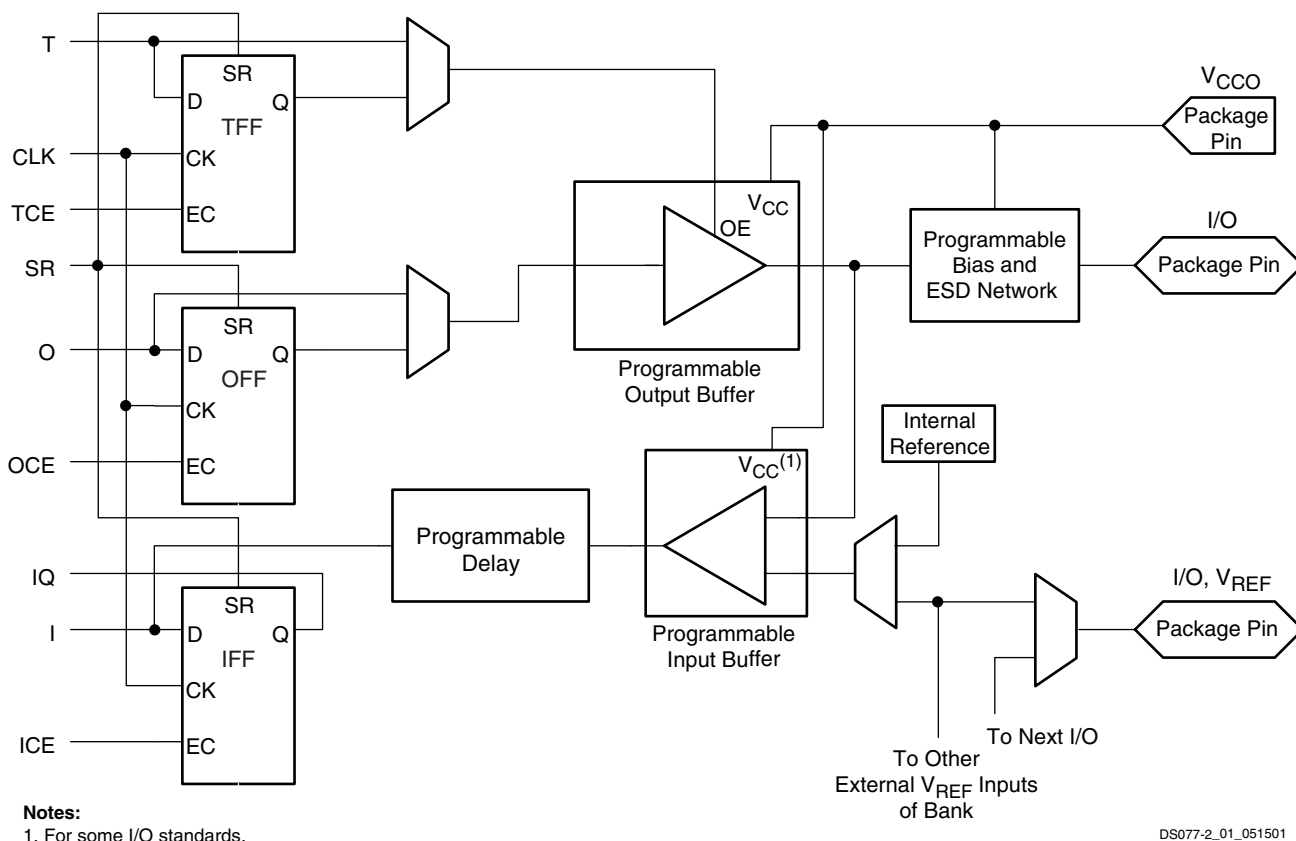 T
SR
D
Q
TFF
CLK
CK
TCE
EC
SR
SR
O
D
Q
OFF
CK
OCE
EC
IQ
SR
I
D
Q
IFF
CK
ICE
EC
VCC
OE
Programmable
Output Buffer
VCCO
Package
Pin
I/O
Package Pin
Programmable
Bias and
ESD Network
Internal
Reference
VCC(1)
Programmable
Input Buffer
Programmable
Delay
I/O, VREF
Package Pin
To Next I/O
To Other
External VREF Inputs
of Bank
Notes:
1. For some I/O standards.
DS077-2_01_051501